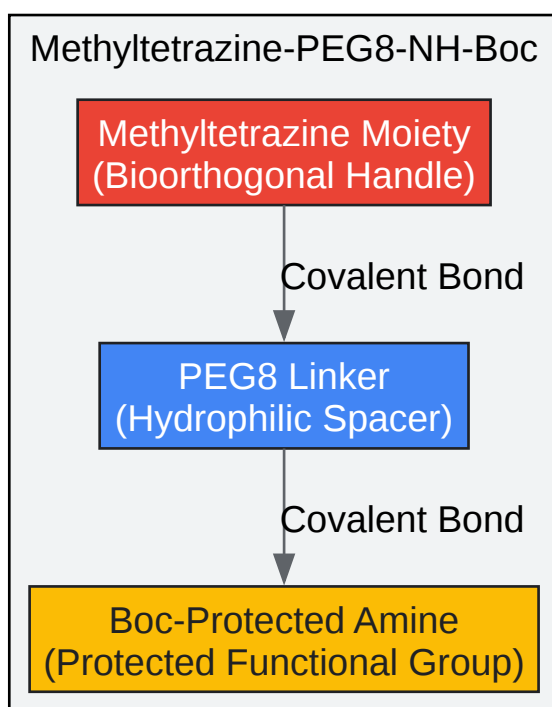 Methyltetrazine-PEG8-NH-Boc
Methyltetrazine Moiety
(Bioorthogonal Handle)
Covalent Bond
PEG8 Linker
(Hydrophilic Spacer)
Covalent Bond
Boc-Protected Amine
(Protected Functional Group)